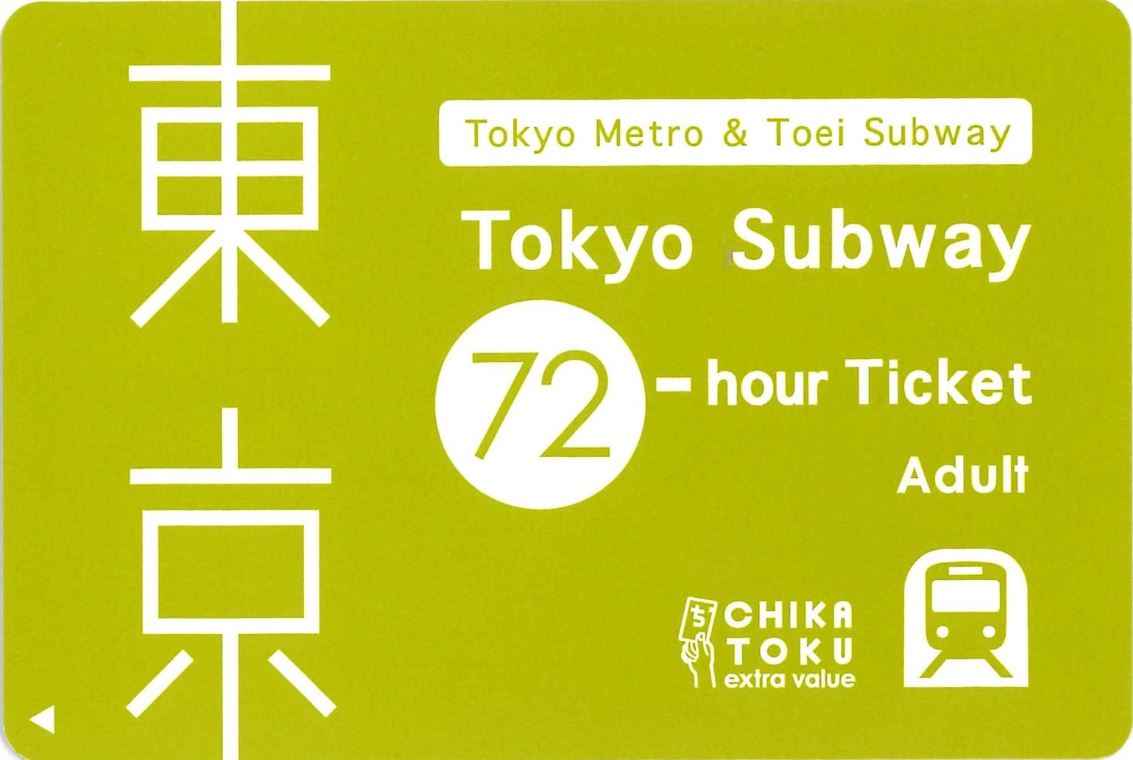 東京
Tokyo Metro & Toei Subway
Tokyo Subway
72-hour Ticket
Adult
ち
CHIKA
TOKU
extra value